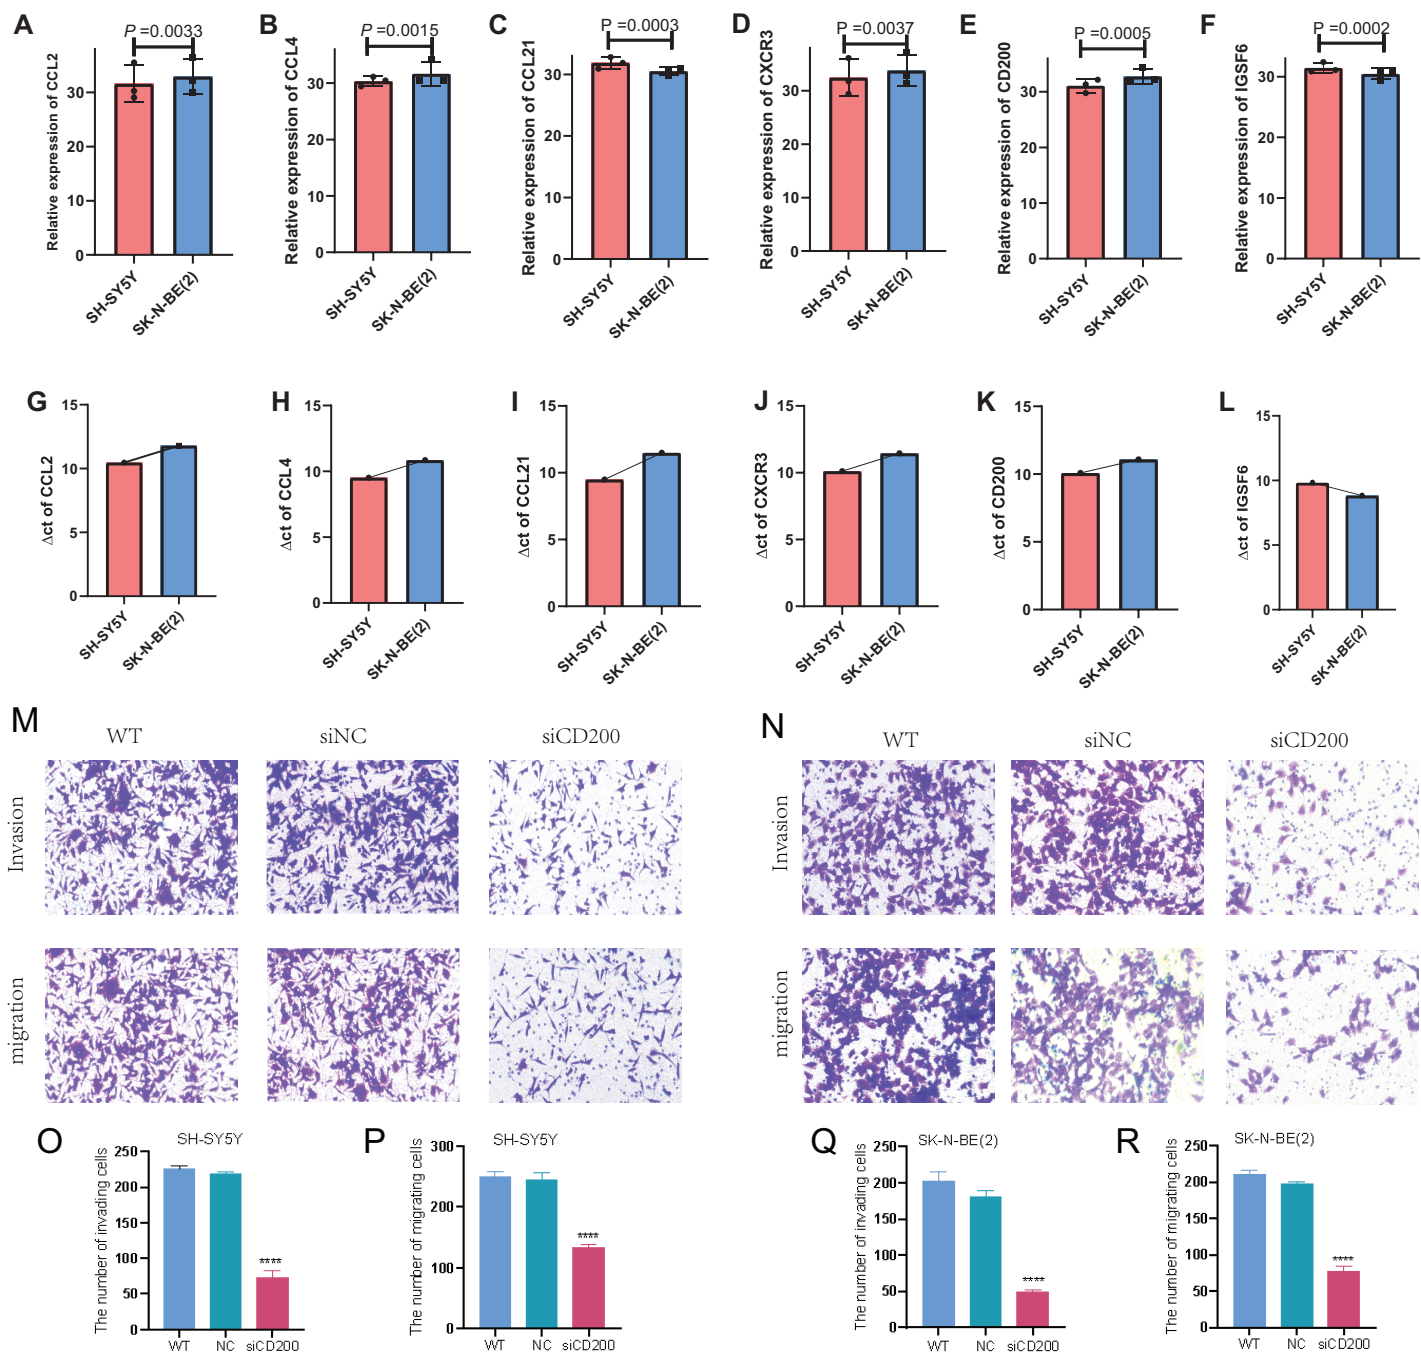 A
P =0.0033
Relative expression of CCL2
30
20
10
0
SH-SY5Y
SK-N-BE(2)
B
P =0.0015
Relative expression of CCL4
30
20
10
0
SH-SY5Y
SK-N-BE(2)
C
P =0.0003
Relative expression of CCL21
30
20
10
0
SH-SY5Y
SK-N-BE(2)
D
P =0.0037
Relative expression of CXCR3
30
20
10
0
SH-SY5Y
SK-N-BE(2)
E
P =0.0005
Relative expression of CD200
30
20
10
0
SH-SY5Y
SK-N-BE(2)
F
P =0.0002
Relative expression of IGSF6
30
20
10
0
SH-SY5Y
SK-N-BE(2)
G
Δct of CCL2
15
10
5
0
SH-SY5Y
SK-N-BE(2)
H
Δct of CCL4
15
10
5
0
SH-SY5Y
SK-N-BE(2)
I
Δct of CCL21
15
10
5
0
SH-SY5Y
SK-N-BE(2)
J
Δct of CXCR3
15
10
5
0
SH-SY5Y
SK-N-BE(2)
K
Δct of CD200
15
10
5
0
SH-SY5Y
SK-N-BE(2)
L
Δct of IGSF6
15
10
5
0
SH-SY5Y
SK-N-BE(2)
M
WT
siNC
siCD200
Invasion
migration
N
WT
siNC
siCD200
Invasion
migration
O
SH-SY5Y
The number of invading cells
250
200
150
100
50
0
****
WT
NC
siCD200
P
SH-SY5Y
The number of migrating cells
300
200
100
0
****
WT
NC
siCD200
Q
SK-N-BE(2)
The number of invading cells
250
200
150
100
50
0
****
WT
NC
siCD200
R
SK-N-BE(2)
The number of migrating cells
250
200
150
100
50
0
****
WT
NC
siCD200